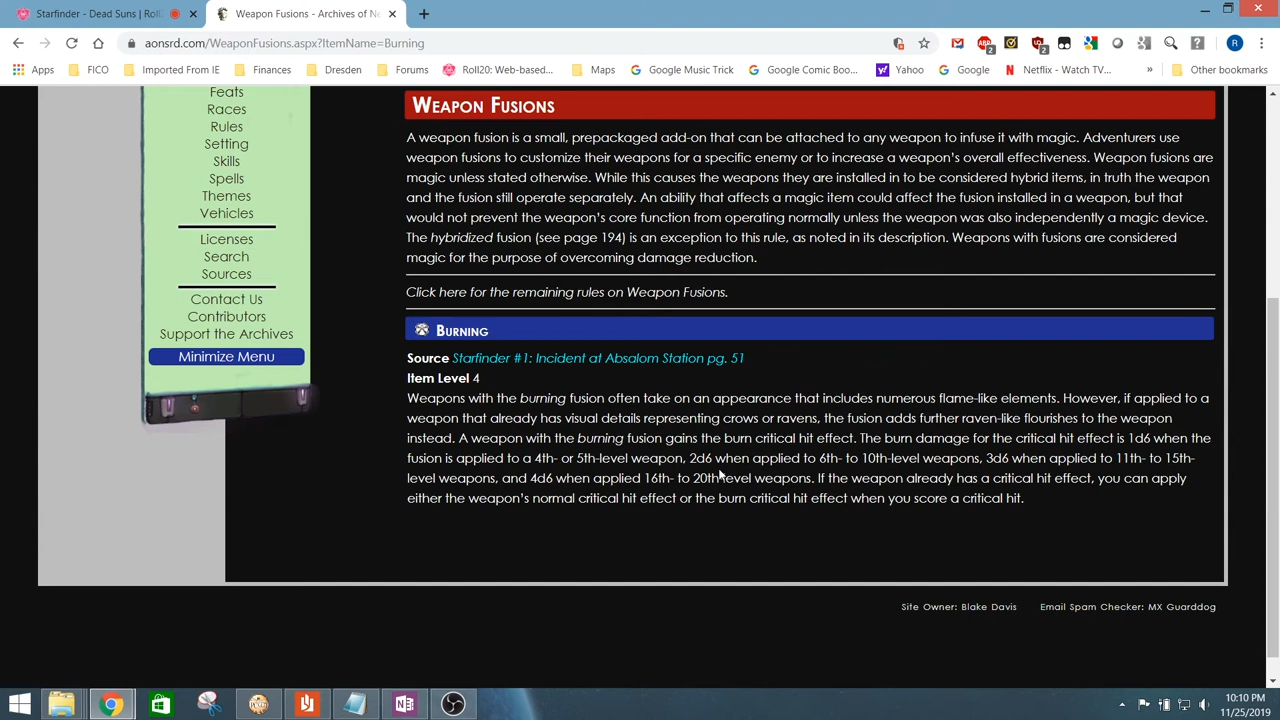 Starfinder - Dead Suns | Roll2
Weapon Fusions - Archives of Ne
aonsrd.com/WeaponFusions.aspx?ItemName=Burning
Apps
FICO
Imported From IE
Finances
Dresden
Forums
Roll20: Web-based...
Maps
Google Music Trick
Google Comic Boo...
Yahoo
Google
Netflix - Watch TV...
»
Other bookmarks
Feats
Races
Rules
Setting
Skills
Spells
Themes
Vehicles
Licenses
Search
Sources
Contact Us
Contributors
Support the Archives
Minimize Menu
Weapon Fusions
A weapon fusion is a small, prepackaged add-on that can be attached to any weapon to infuse it with magic. Adventurers use
weapon fusions to customize their weapons for a specific enemy or to increase a weapon's overall effectiveness. Weapon fusions are
magic unless stated otherwise. While this causes the weapons they are installed in to be considered hybrid items, in truth the weapon
and the fusion still operate separately. An ability that affects a magic item could affect the fusion installed in a weapon, but that
would not prevent the weapon's core function from operating normally unless the weapon was also independently a magic device.
The hybridized fusion (see page 194) is an exception to this rule, as noted in its description. Weapons with fusions are considered
magic for the purpose of overcoming damage reduction.
Click here for the remaining rules on Weapon Fusions.
Burning
Source Starfinder #1: Incident at Absalom Station pg. 51
Item Level 4
Weapons with the burning fusion often take on an appearance that includes numerous flame-like elements. However, if applied to a
weapon that already has visual details representing crows or ravens, the fusion adds further raven-like flourishes to the weapon
instead. A weapon with the burning fusion gains the burn critical hit effect. The burn damage for the critical hit effect is 1d6 when the
fusion is applied to a 4th- or 5th-level weapon, 2d6 when applied to 6th- to 10th-level weapons, 3d6 when applied to 11th- to 15th-
level weapons, and 4d6 when applied 16th- to 20th-level weapons. If the weapon already has a critical hit effect, you can apply
either the weapon's normal critical hit effect or the burn critical hit effect when you score a critical hit.
Site Owner: Blake Davis
Email Spam Checker: MX Guarddog
10:10 PM
11/25/2019